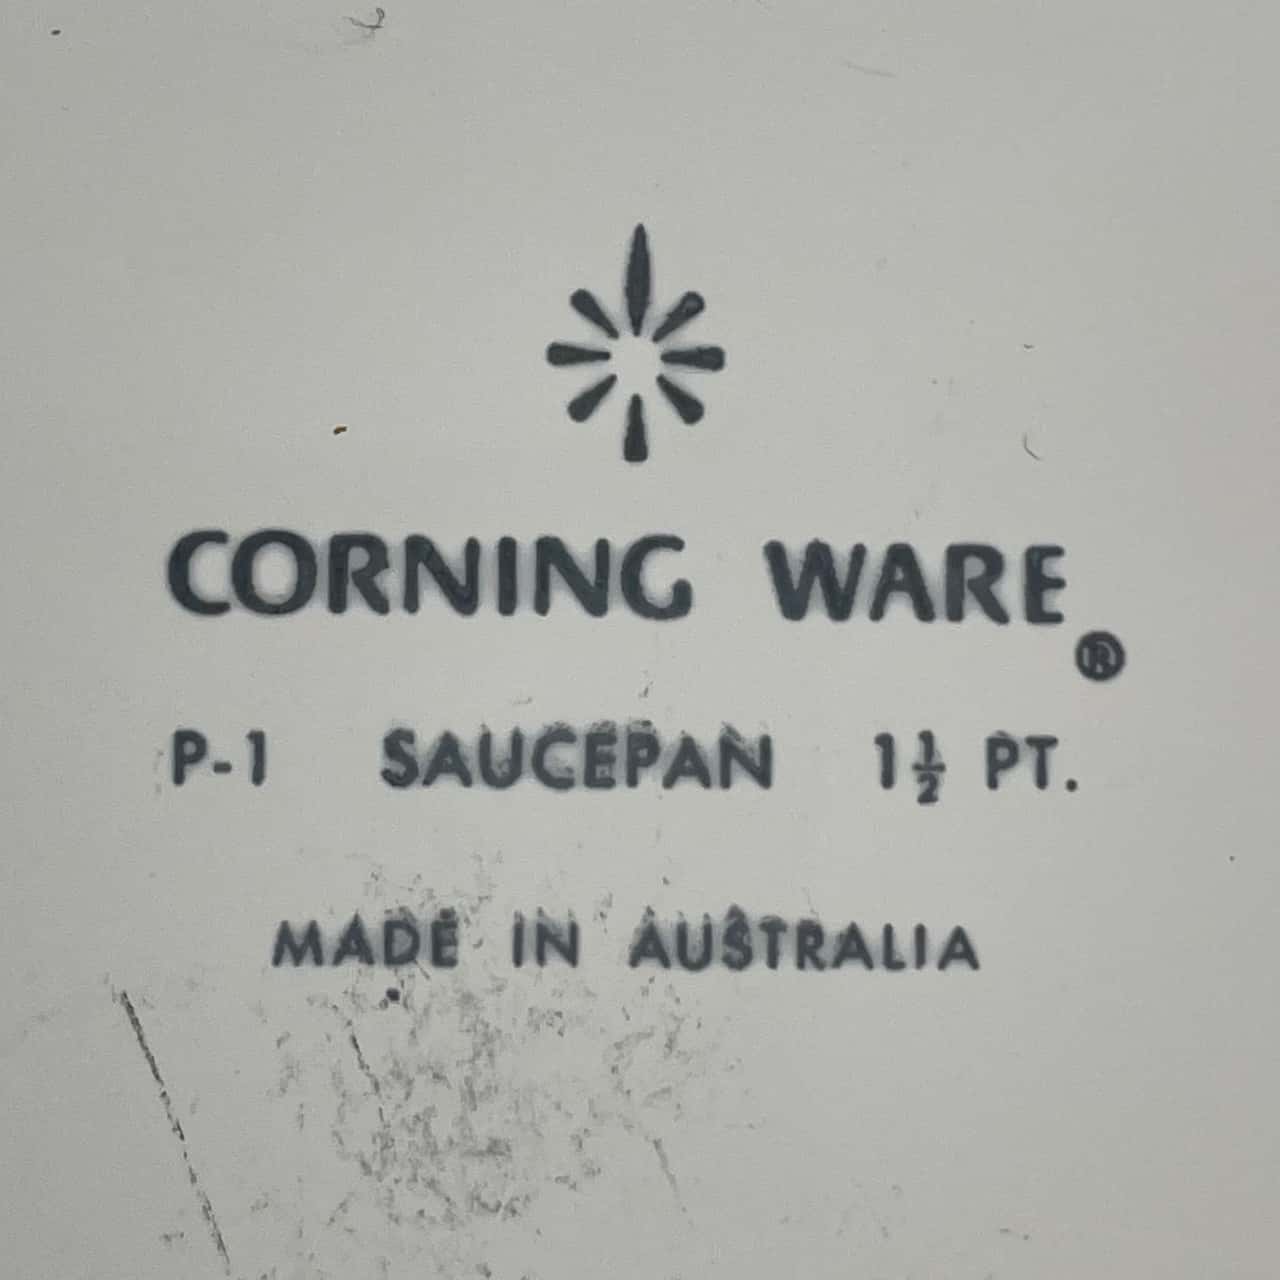 CORNING WARE®
P-1 SAUCEPAN 1½ PT.
MADE IN AUSTRALIA